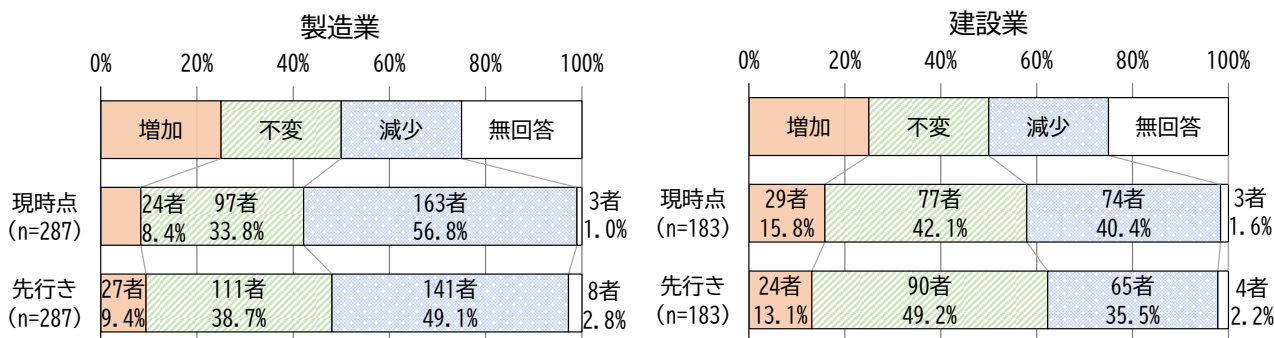 製造業
0% 20% 40% 60% 80% 100%
増加 不変 減少 無回答
現時点
(n=287)
24者 97者 163者 3者
8.4% 33.8% 56.8% 1.0%
先行き
(n=287)
27者 111者 141者 8者
9.4% 38.7% 49.1% 2.8%
建設業
0% 20% 40% 60% 80% 100%
増加 不変 減少 無回答
現時点
(n=183)
29者 77者 74者 3者
15.8% 42.1% 40.4% 1.6%
先行き
(n=183)
24者 90者 65者 4者
13.1% 49.2% 35.5% 2.2%